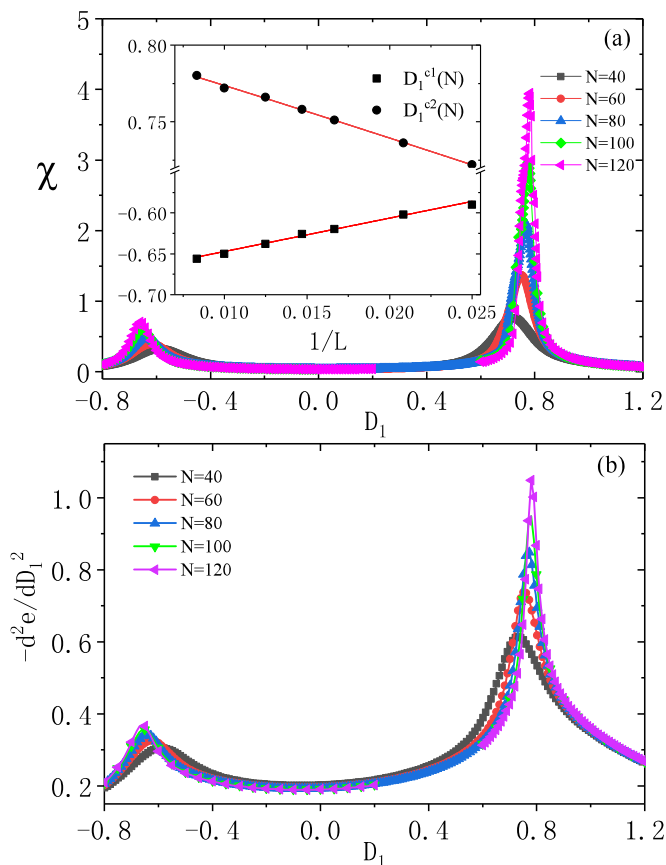 (a)
5
4
3
2
1
0
χ
0.80
0.75
-0.60
-0.65
-0.70
D₁ᶜ¹(N)
D₁ᶜ²(N)
0.010 0.015 0.020 0.025
1/L
N=40
N=60
N=80
N=100
N=120
-0.8 -0.4 0.0 0.4 0.8 1.2
D₁
(b)
1.0
0.8
0.6
0.4
0.2
-d²e/dD₁²
N=40
N=60
N=80
N=100
N=120
-0.8 -0.4 0.0 0.4 0.8 1.2
D₁